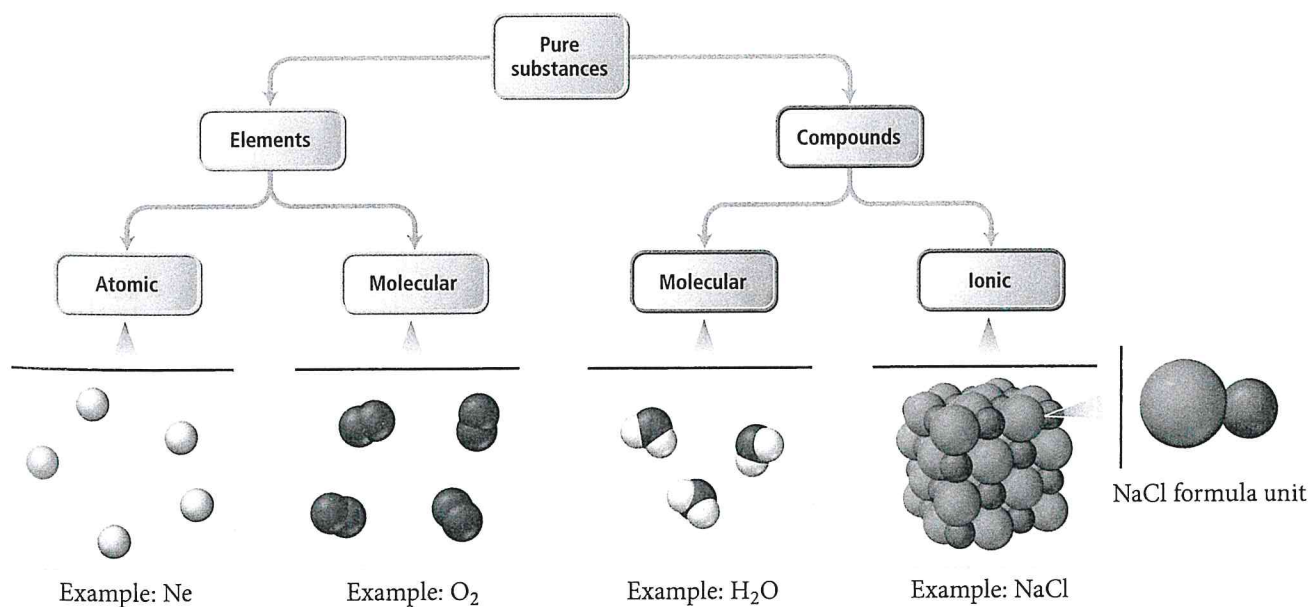 Pure
substances
Elements
Compounds
Atomic
Molecular
Molecular
Ionic
NaCl formula unit
Example: Ne
Example: O₂
Example: H₂O
Example: NaCl